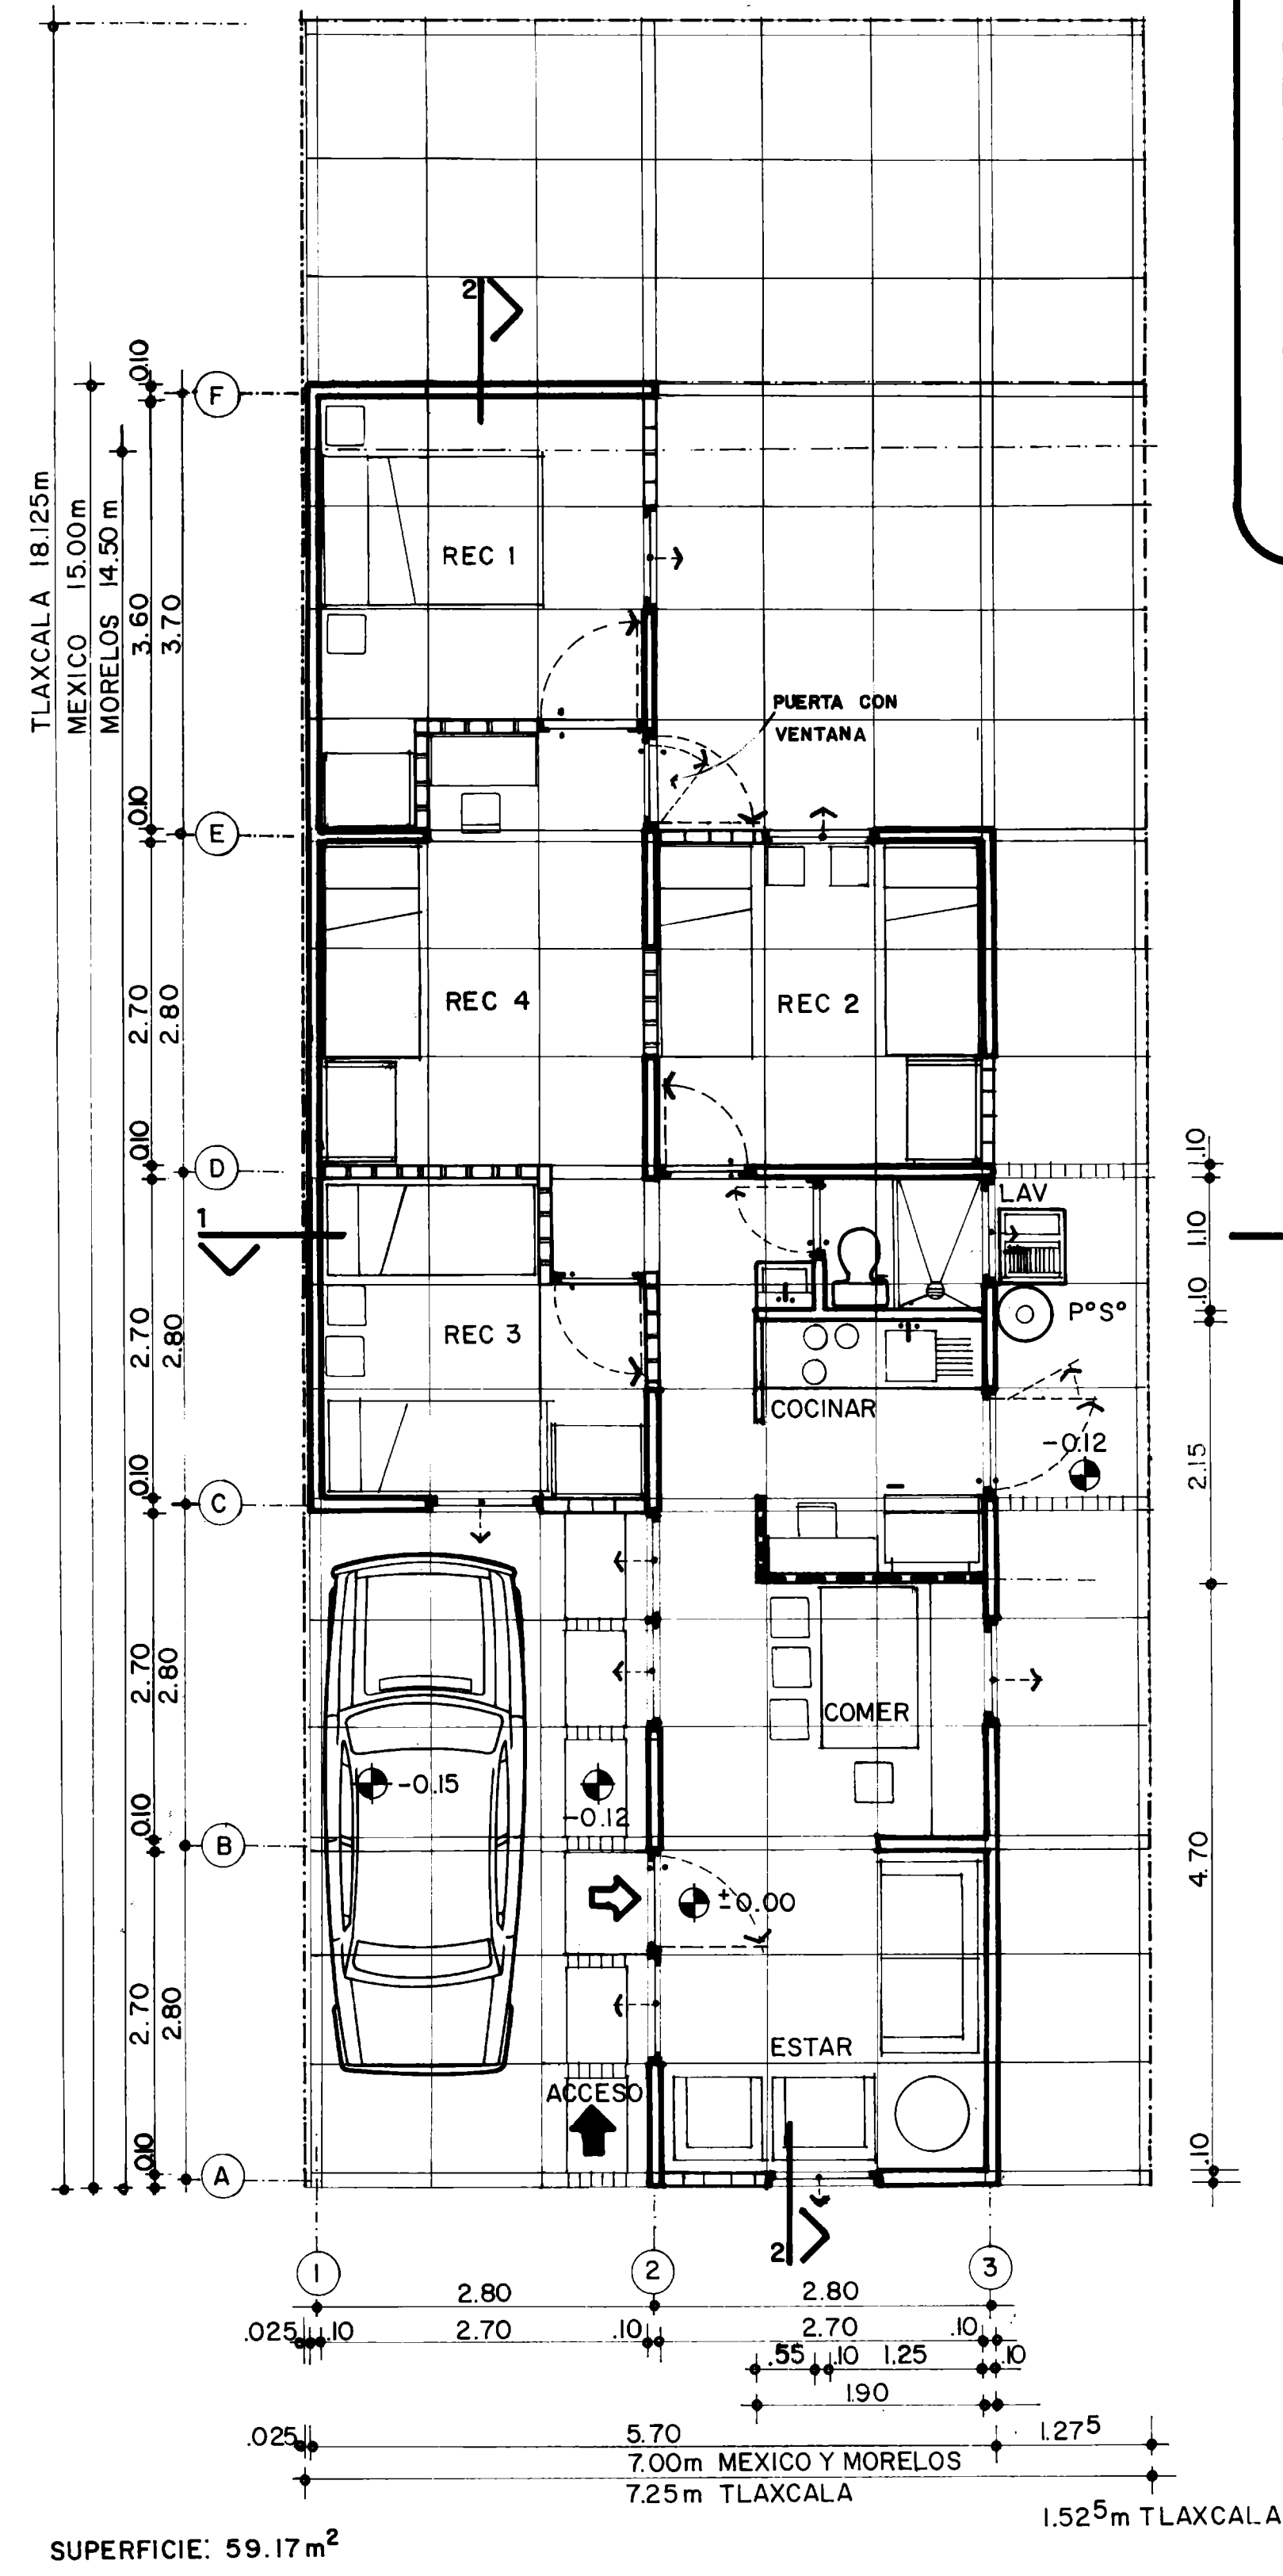 2
0.10
F
TLAXCALA 18.125m
MEXICO 15.00m
MORELOS 14.50m
3.60
3.70
REC 1
PUERTA CON
VENTANA
0.10
E
2.70
2.80
REC 4
REC 2
0.10
D
.10
LAV
1
1.10
.10
P°S°
2.70
2.80
REC 3
COCINAR
-0.12
2.15
0.10
C
2.70
2.80
COMER
-0.15
-0.12
0.10
B
4.70
±0.00
2.70
2.80
ESTAR
ACCESO
0.10
A
.10
2
1
2
3
2.80
2.80
.025
.10
2.70
.10
2.70
.10
.55
.10
1.25
.10
1.90
.025
5.70
1.27⁵
7.00m MEXICO Y MORELOS
7.25m TLAXCALA
1.52⁵m TLAXCALA
SUPERFICIE: 59.17m²